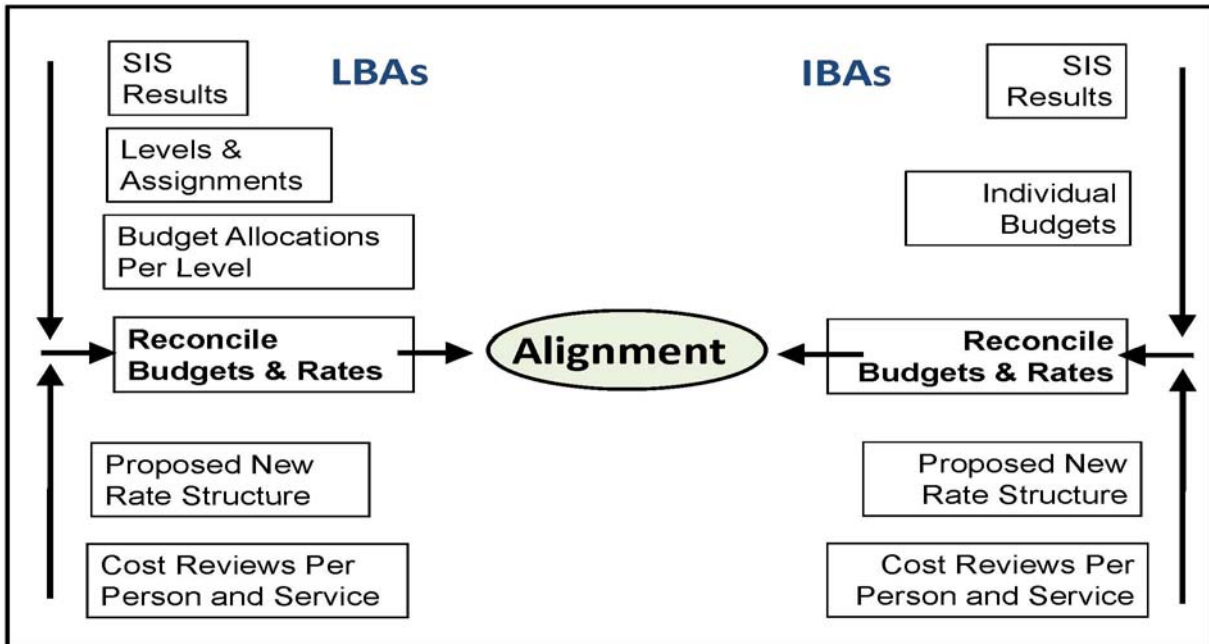 LBAs
SIS
Results
Levels &
Assignments
Budget Allocations
Per Level
Reconcile
Budgets & Rates
Proposed New
Rate Structure
Cost Reviews Per
Person and Service
Alignment
IBAs
SIS
Results
Individual
Budgets
Reconcile
Budgets & Rates
Proposed New
Rate Structure
Cost Reviews Per
Person and Service